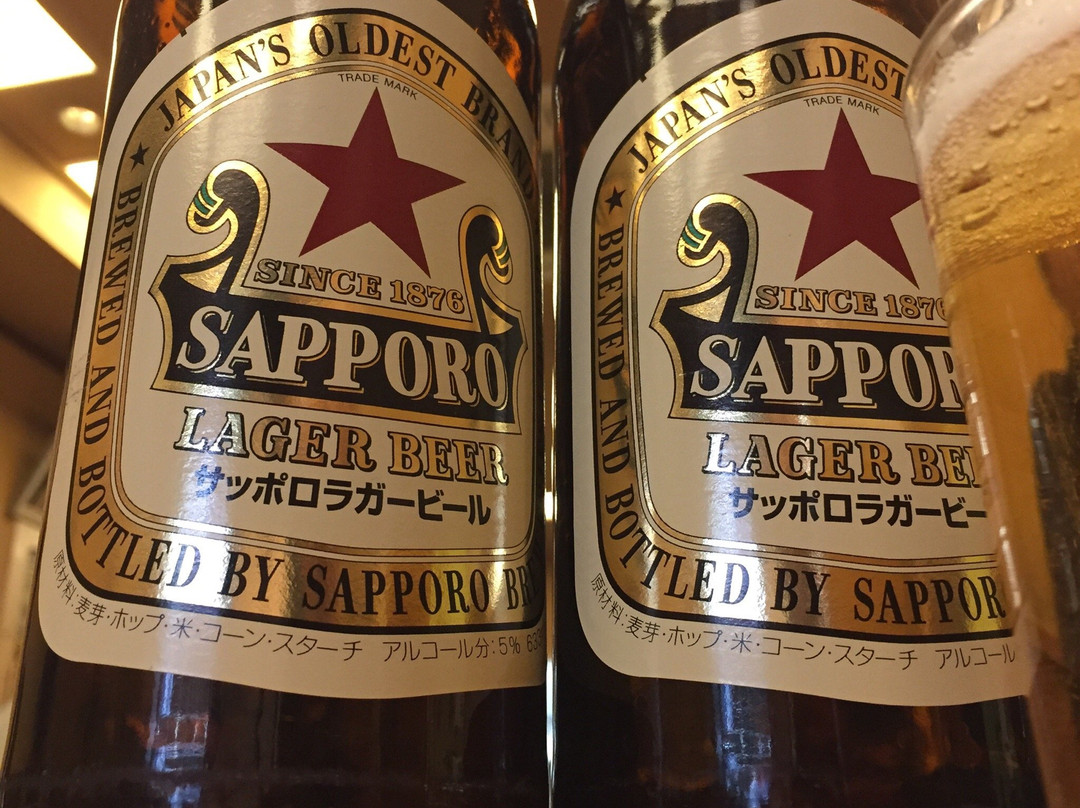 JAPAN'S OLDEST BRAND
TRADE MARK
SINCE 1876
SAPPORO
LAGER BEER
サッポロラガービール
BREWED AND BOTTLED BY SAPPORO
原材料:麦芽・ホップ・米・コーン・スターチ アルコール分:5%
JAPAN'S OLDEST
TRADE MARK
SINCE 1876
SAPPOR
LAGER BE
サッポロラガービー
BREWED AND BOTTLED BY SAPPOR
原材料:麦芽・ホップ・米・コーン・スターチ アルコール